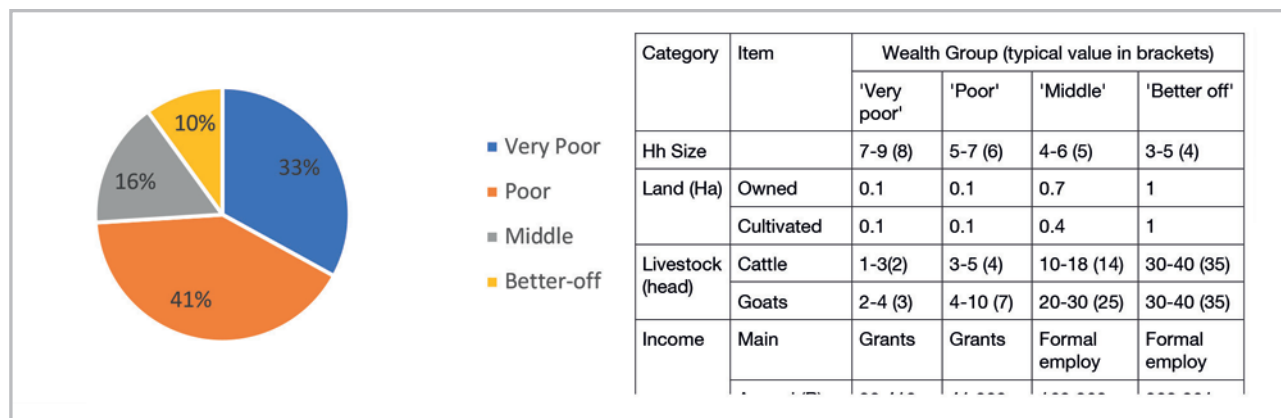 33%
41%
16%
10%
Very Poor
Poor
Middle
Better-off
Category Item Wealth Group (typical value in brackets)
'Very poor' 'Poor' 'Middle' 'Better off'
Hh Size 7-9 (8) 5-7 (6) 4-6 (5) 3-5 (4)
Land (Ha) Owned 0.1 0.1 0.7 1
Cultivated 0.1 0.1 0.4 1
Livestock (head) Cattle 1-3(2) 3-5 (4) 10-18 (14) 30-40 (35)
Goats 2-4 (3) 4-10 (7) 20-30 (25) 30-40 (35)
Income Main Grants Grants Formal employ Formal employ